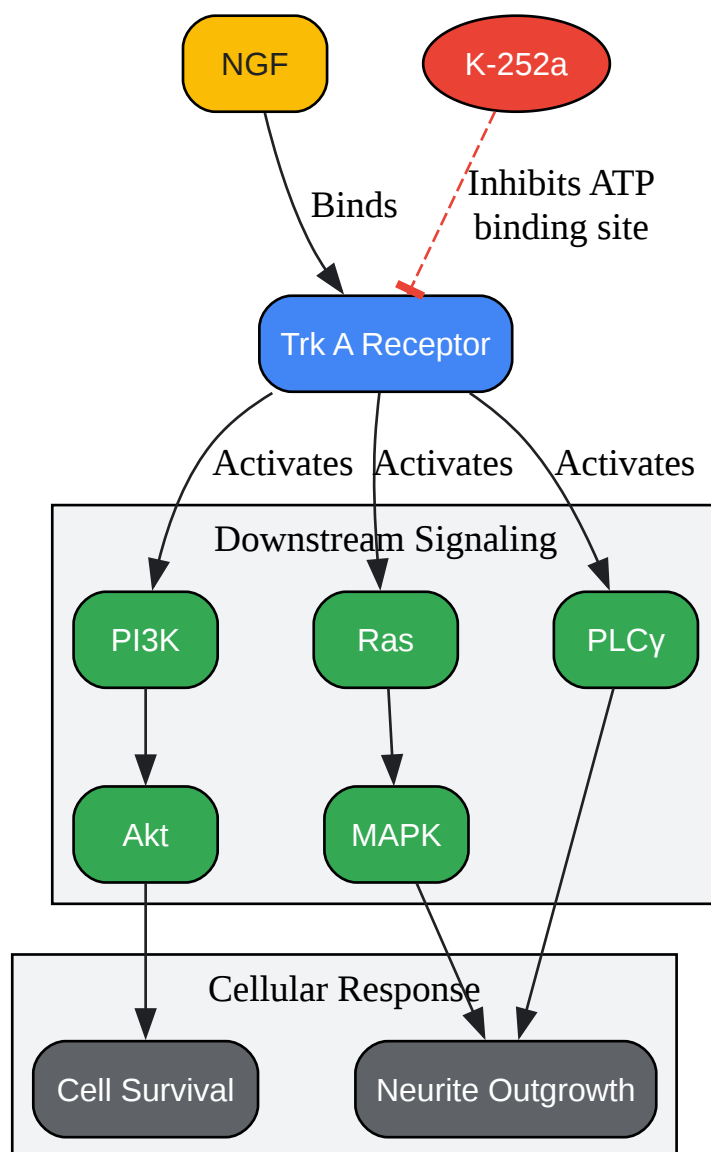 NGF
K-252a
Binds
Inhibits ATP
binding site
Trk A Receptor
Activates
Activates
Activates
Downstream Signaling
PI3K
Ras
PLCγ
Akt
MAPK
Cellular Response
Cell Survival
Neurite Outgrowth